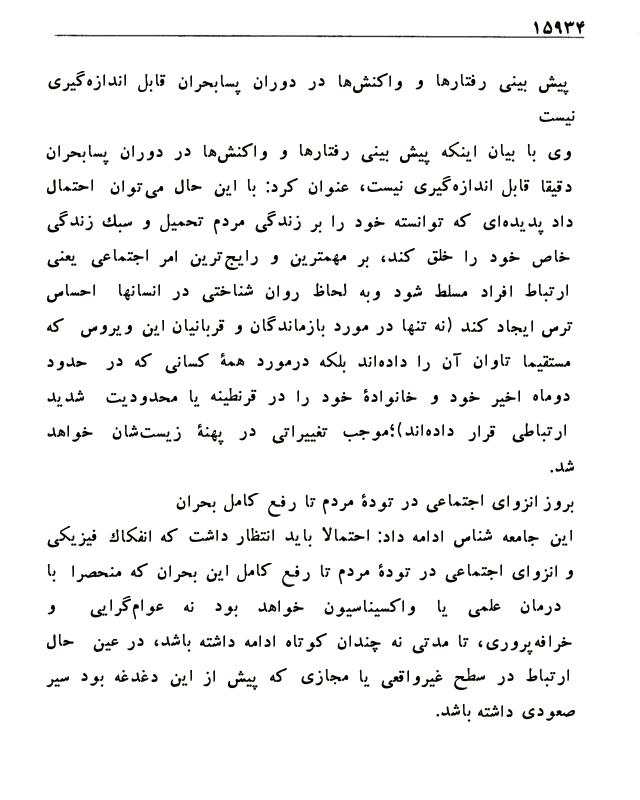 ۱۵۹۳۴
پیش بینی رفتارها و واکنش‌ها در دوران پسابحران قابل اندازه‌گیری
نیست
وی با بیان اینکه پیش بینی رفتارها و واکنش‌ها در دوران پسابحران
دقیقا قابل اندازه‌گیری نیست، عنوان کرد: با این حال می‌توان احتمال
داد پدیده‌ای که توانسته خود را بر زندگی مردم تحمیل و سبك زندگی
خاص خود را خلق کند، بر مهمترین و رایج‌ترین امر اجتماعی یعنی
ارتباط افراد مسلط شود وبه لحاظ روان شناختی در انسانها احساس
ترس ایجاد کند (نه تنها در مورد بازماندگان و قربانیان این ویروس که
مستقیما تاوان آن را داده‌اند بلکه درمورد همهٔ کسانی که در حدود
دوماه اخیر خود و خانوادهٔ خود را در قرنطینه یا محدودیت شدید
ارتباطی قرار داده‌اند)؛موجب تغییراتی در پهنهٔ زیست‌شان خواهد
شد.
بروز انزوای اجتماعی در تودهٔ مردم تا رفع کامل بحران
این جامعه شناس ادامه داد: احتمالا باید انتظار داشت که انفکاك فیزیکی
و انزوای اجتماعی در تودهٔ مردم تا رفع کامل این بحران که منحصرا با
درمان علمی یا واکسیناسیون خواهد بود نه عوام‌گرایی و
خرافه‌پروری، تا مدتی نه چندان کوتاه ادامه داشته باشد، در عین حال
ارتباط در سطح غیرواقعی یا مجازی که پیش از این دغدغه بود سیر
صعودی داشته باشد.